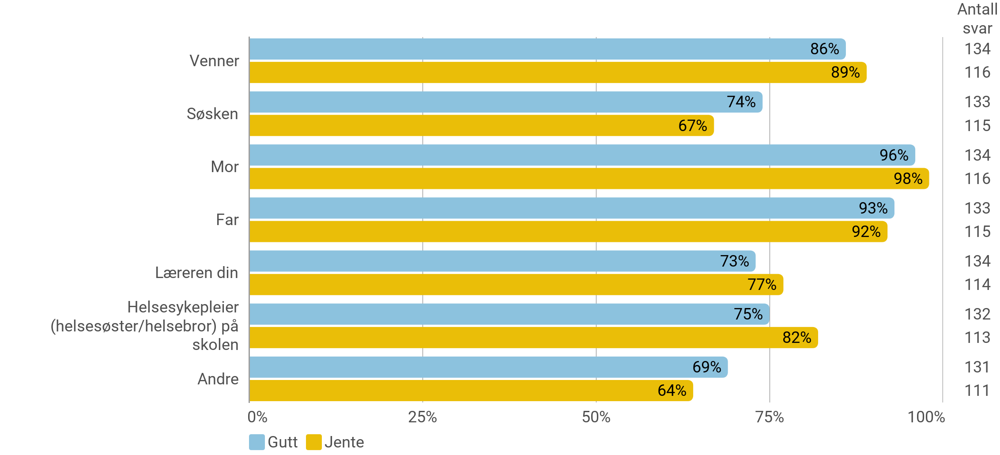 Antall
svar
Venner
86%
134
89%
116
Søsken
74%
133
67%
115
Mor
96%
134
98%
116
Far
93%
133
92%
115
Læreren din
73%
134
77%
114
Helsesykepleier
(helsesøster/helsebror) på
skolen
75%
132
82%
113
Andre
69%
131
64%
111
0% 25% 50% 75% 100%
Gutt Jente